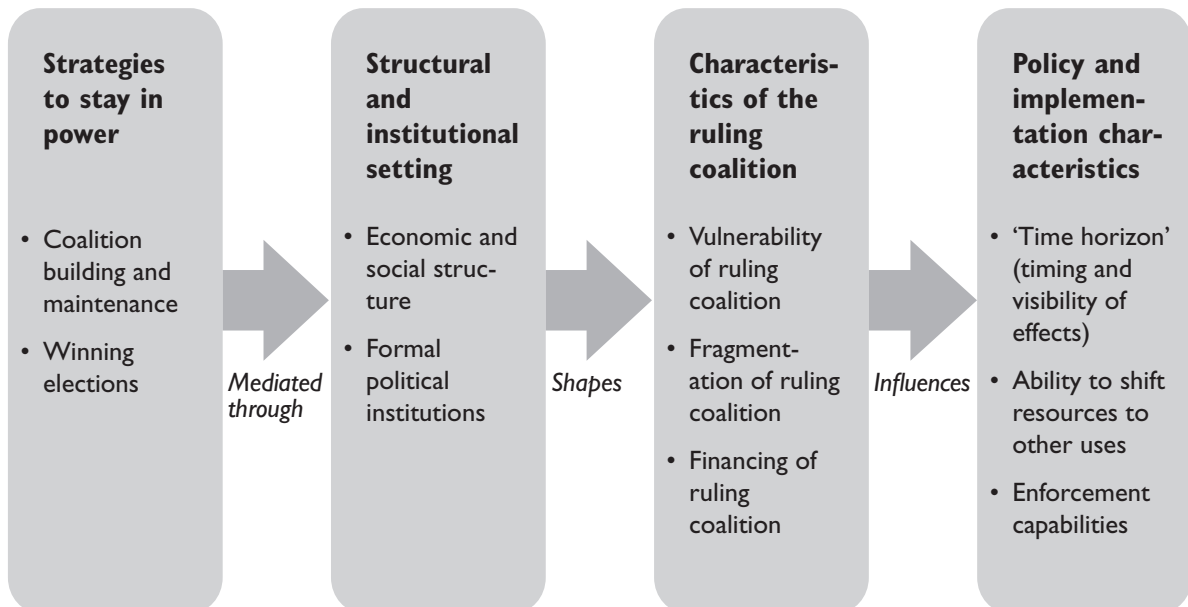 Strategies
to stay in
power
• Coalition
building and
maintenance
• Winning
elections
Mediated
through
Structural
and
institutional
setting
• Economic and
social struc-
ture
• Formal
political
institutions
Shapes
Characteris-
tics of the
ruling
coalition
• Vulnerability
of ruling
coalition
• Fragment-
ation of ruling
coalition
• Financing of
ruling
coalition
Influences
Policy and
implemen-
tation char-
acteristics
• ‘Time horizon’
(timing and
visibility of
effects)
• Ability to shift
resources to
other uses
• Enforcement
capabilities